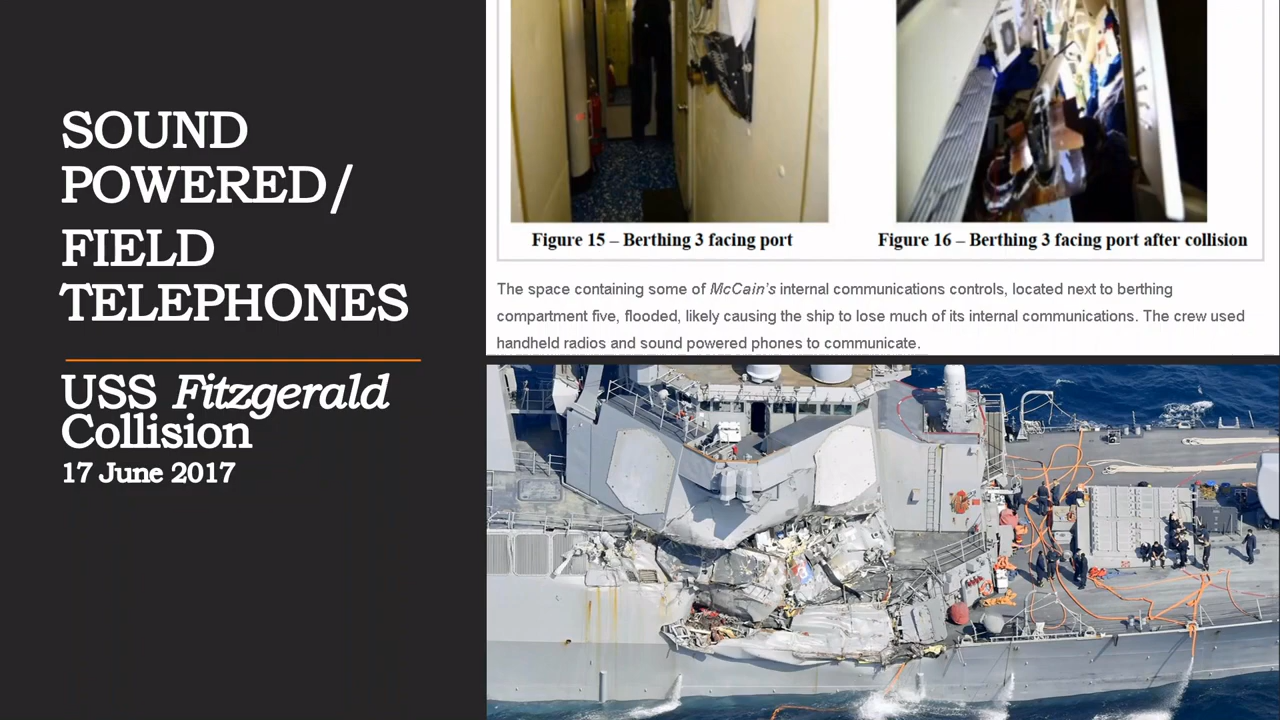 SOUND
POWERED/
FIELD
TELEPHONES
USS Fitzgerald
Collision
17 June 2017
Figure 15 – Berthing 3 facing port
Figure 16 – Berthing 3 facing port after collision
The space containing some of McCain's internal communications controls, located next to berthing
compartment five, flooded, likely causing the ship to lose much of its internal communications. The crew used
handheld radios and sound powered phones to communicate.